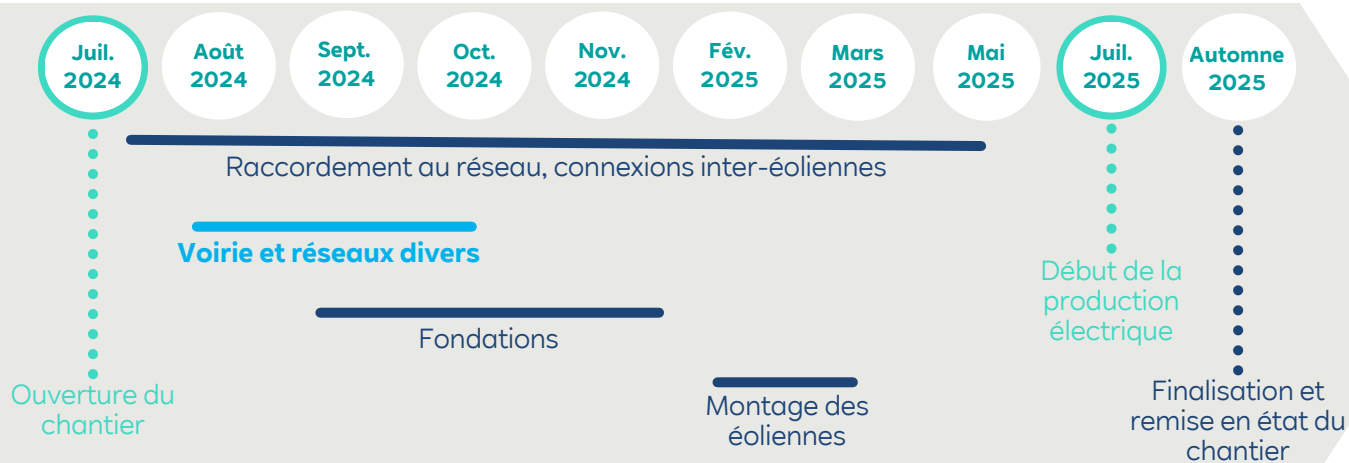 Juil.
2024
Août
2024
Sept.
2024
Oct.
2024
Nov.
2024
Fév.
2025
Mars
2025
Mai
2025
Juil.
2025
Automne
2025
Raccordement au réseau, connexions inter-éoliennes
Voirie et réseaux divers
Fondations
Montage des
éoliennes
Ouverture du
chantier
Début de la
production
électrique
Finalisation et
remise en état du
chantier